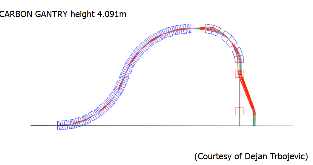 CARBON GANTRY height 4.091m
(Courtesy of Dejan Trbojevic)